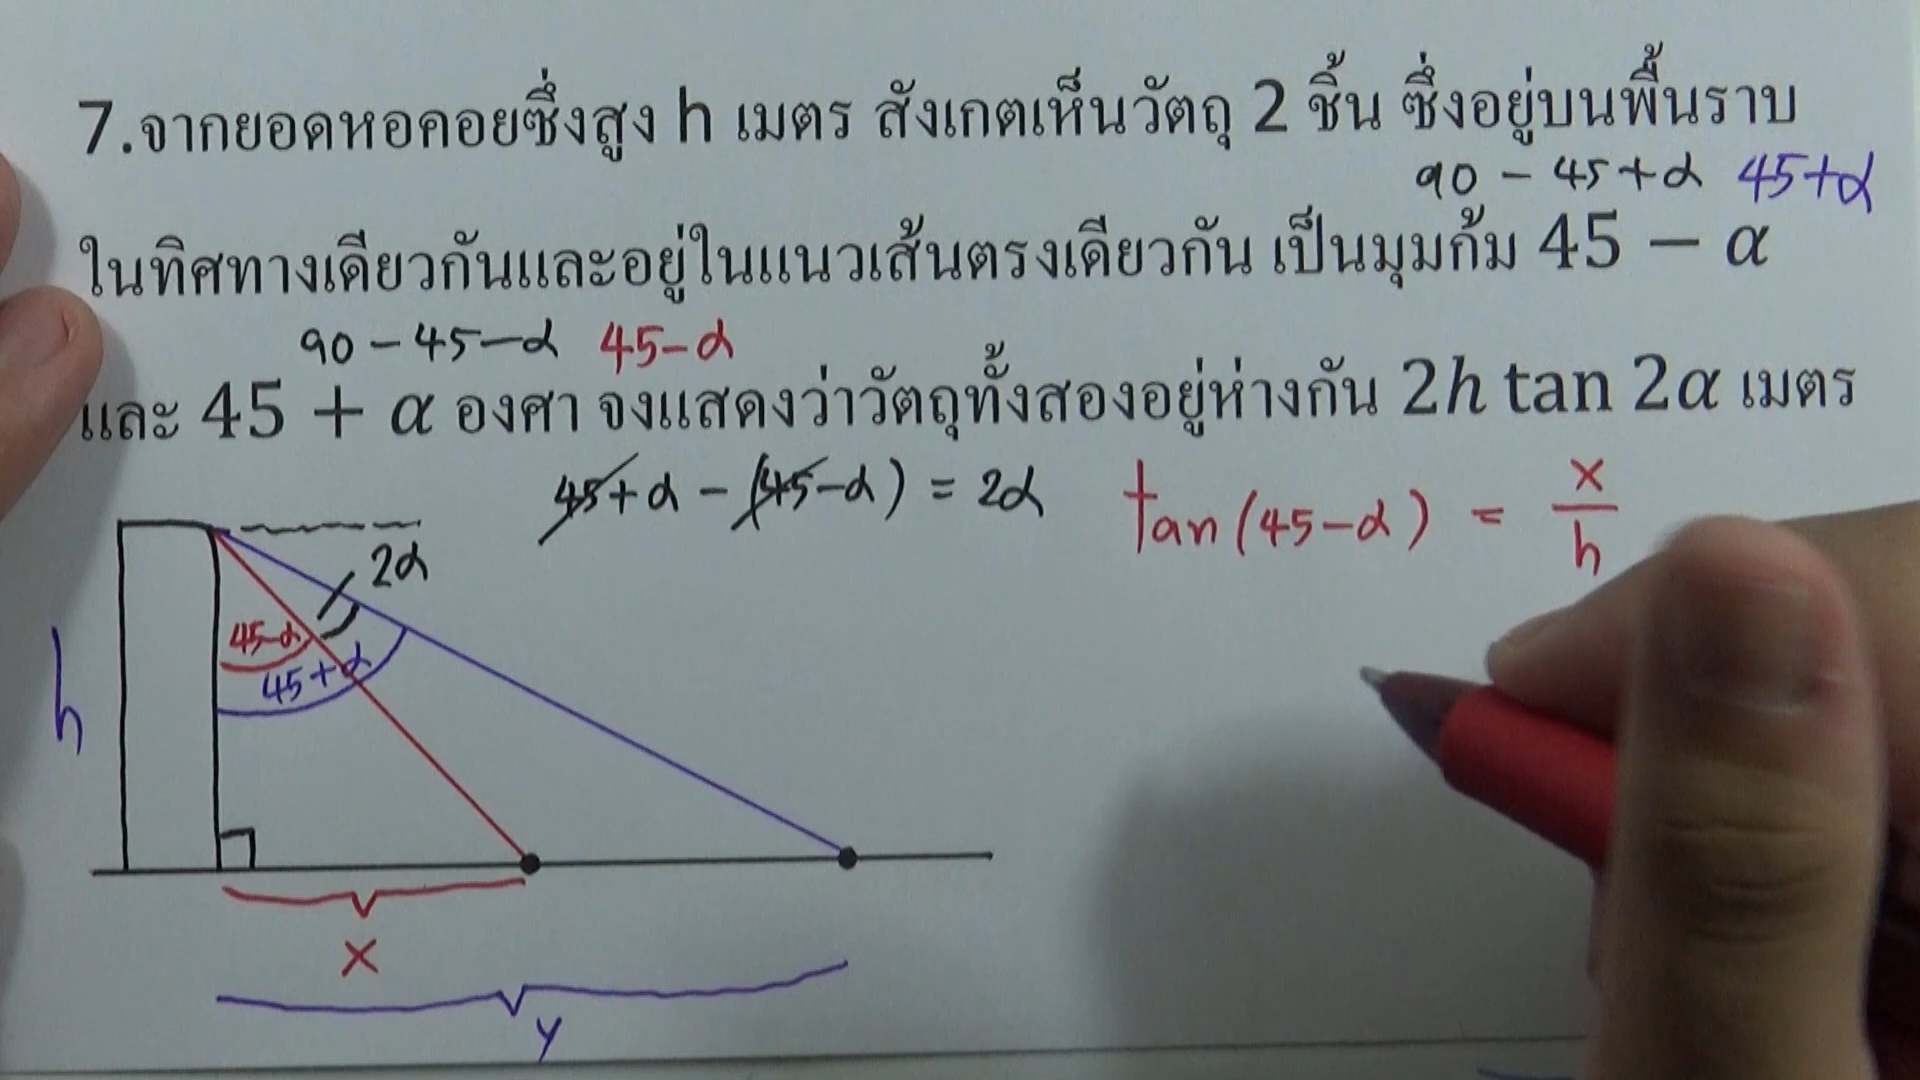 7.จากยอดหอคอยซึ่งสูง h เมตร สังเกตเห็นวัตถุ 2 ชิ้น ซึ่งอยู่บนพื้นราบ
90 - 45+α 45+α
ในทิศทางเดียวกันและอยู่ในแนวเส้นตรงเดียวกัน เป็นมุมก้ม 45 − α
90 - 45-α 45-α
และ 45 + α องศา จงแสดงว่าวัตถุทั้งสองอยู่ห่างกัน 2h tan 2α เมตร
45+α - (45-α) = 2α
tan(45-α) = x/h
2α
45-α
45+α
h
x
y